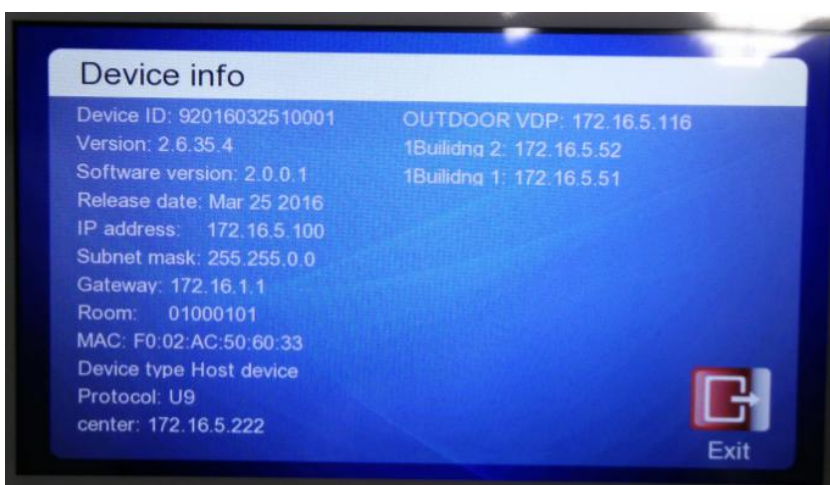 Device info
Device ID: 92016032510001
Version: 2.6.35.4
Software version: 2.0.0.1
Release date: Mar 25 2016
IP address: 172.16.5.100
Subnet mask: 255.255.0.0
Gateway: 172.16.1.1
Room: 01000101
MAC: F0:02:AC:50:60:33
Device type Host device
Protocol: U9
center: 172.16.5.222
OUTDOOR VDP: 172.16.5.116
1Builidng 2: 172.16.5.52
1Builidng 1: 172.16.5.51
Exit